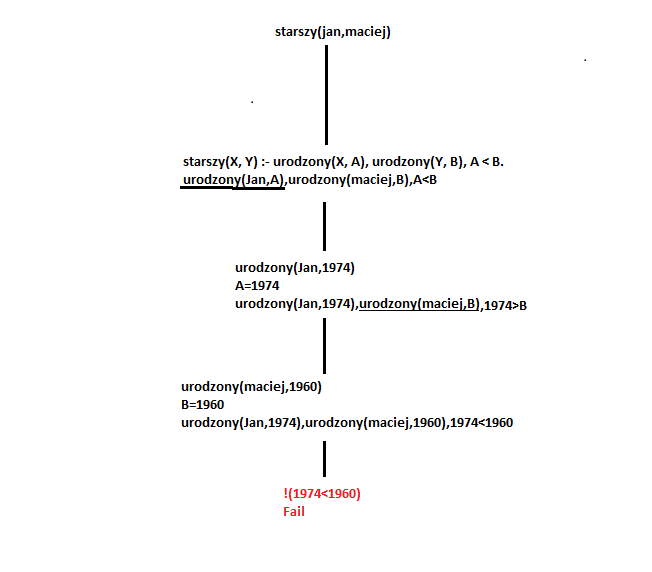 starszy(jan,maciej)
starszy(X, Y) :- urodzony(X, A), urodzony(Y, B), A < B.
urodzony(Jan,A),urodzony(maciej,B),A<B
urodzony(Jan,1974)
A=1974
urodzony(Jan,1974),urodzony(maciej,B),1974>B
urodzony(maciej,1960)
B=1960
urodzony(Jan,1974),urodzony(maciej,1960),1974<1960
!(1974<1960)
Fail